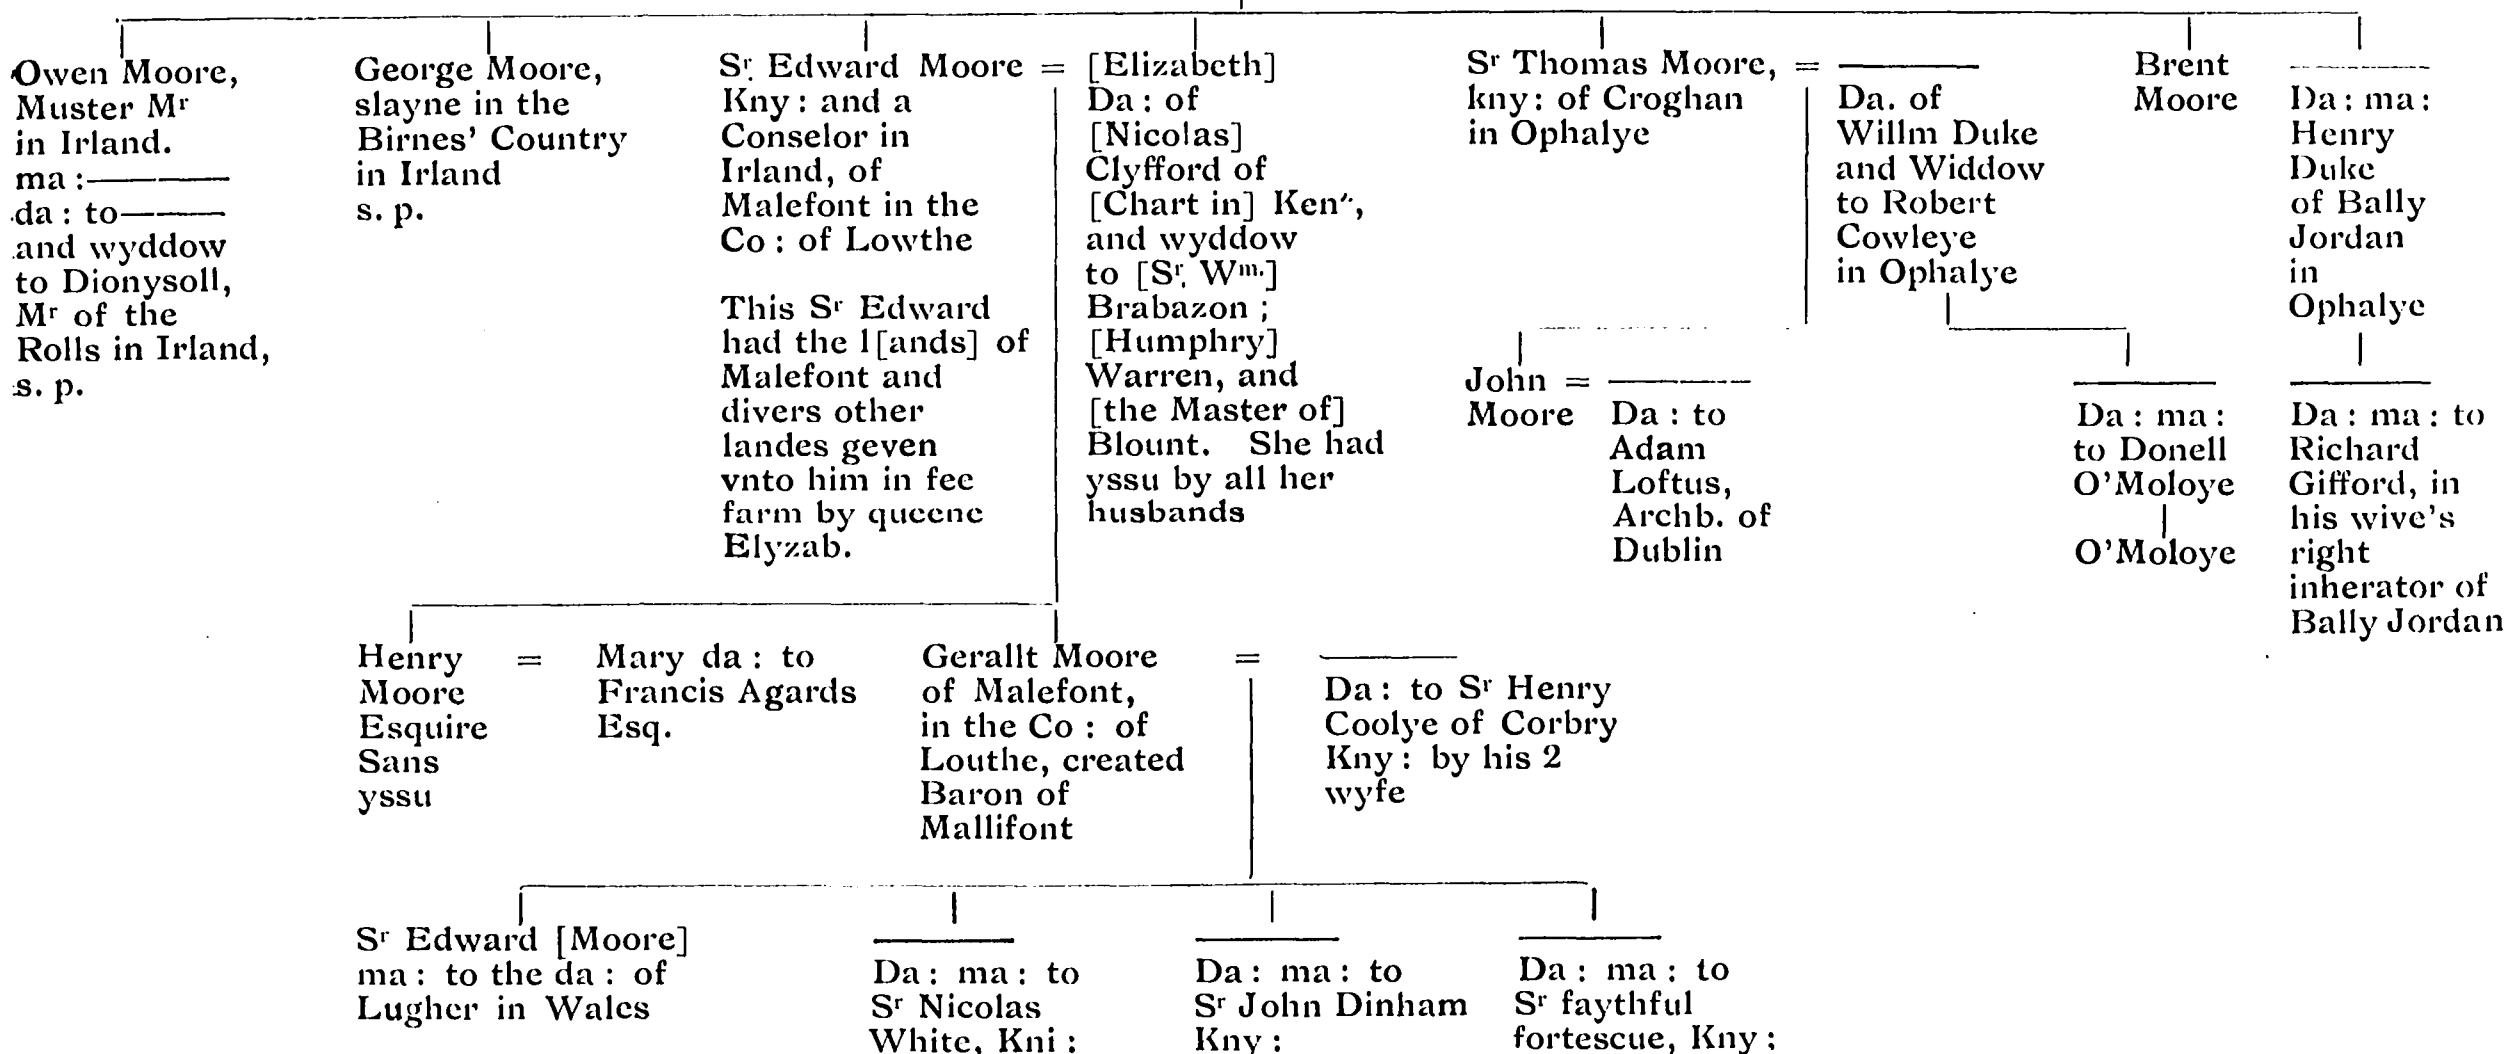 Owen Moore,
Muster Mr
in Irland.
ma :
da : to
and wyddow
to Dionysoll,
Mr of the
Rolls in Irland,
s. p.
George Moore,
slayne in the
Birnes' Country
in Irland
s. p.
Sr. Edward Moore =
Kny : and a
Conselor in
Irland, of
Malefont in the
Co : of Lowthe
This Sr Edward
had the l[ands] of
Malefont and
divers other
landes geven
vnto him in fee
farm by queene
Elyzab.
[Elizabeth]
Da : of
[Nicolas]
Clyfford of
[Chart in] Ken",
and wyddow
to [Sr. Wm.]
Brabazon ;
[Humphry]
Warren, and
[the Master of]
Blount. She had
yssu by all her
husbands
Sr Thomas Moore, =
kny : of Croghan
in Ophalye
Da. of
Willm Duke
and Widdow
to Robert
Cowleye
in Ophalye
Brent
Moore
Da : ma :
Henry
Duke
of Bally
Jordan
in
Ophalye
John =
Moore
Da : to
Adam
Loftus,
Archb. of
Dublin
Da : ma :
to Donell
O'Moloye
O'Moloye
Da : ma : to
Richard
Gifford, in
his wive's
right
inherator of
Bally Jordan
Henry =
Moore
Esquire
Sans
yssu
Mary da : to
Francis Agards
Esq.
Gerallt Moore =
of Malefont,
in the Co : of
Louthe, created
Baron of
Mallifont
Da : to Sr Henry
Coolye of Corbry
Kny : by his 2
wyfe
Sr Edward [Moore]
ma : to the da : of
Lugher in Wales
Da : ma : to
Sr Nicolas
White, Kni :
Da : ma : to
Sr John Dinham
Kny :
Da : ma : to
Sr faythful
fortescue, Kny ;